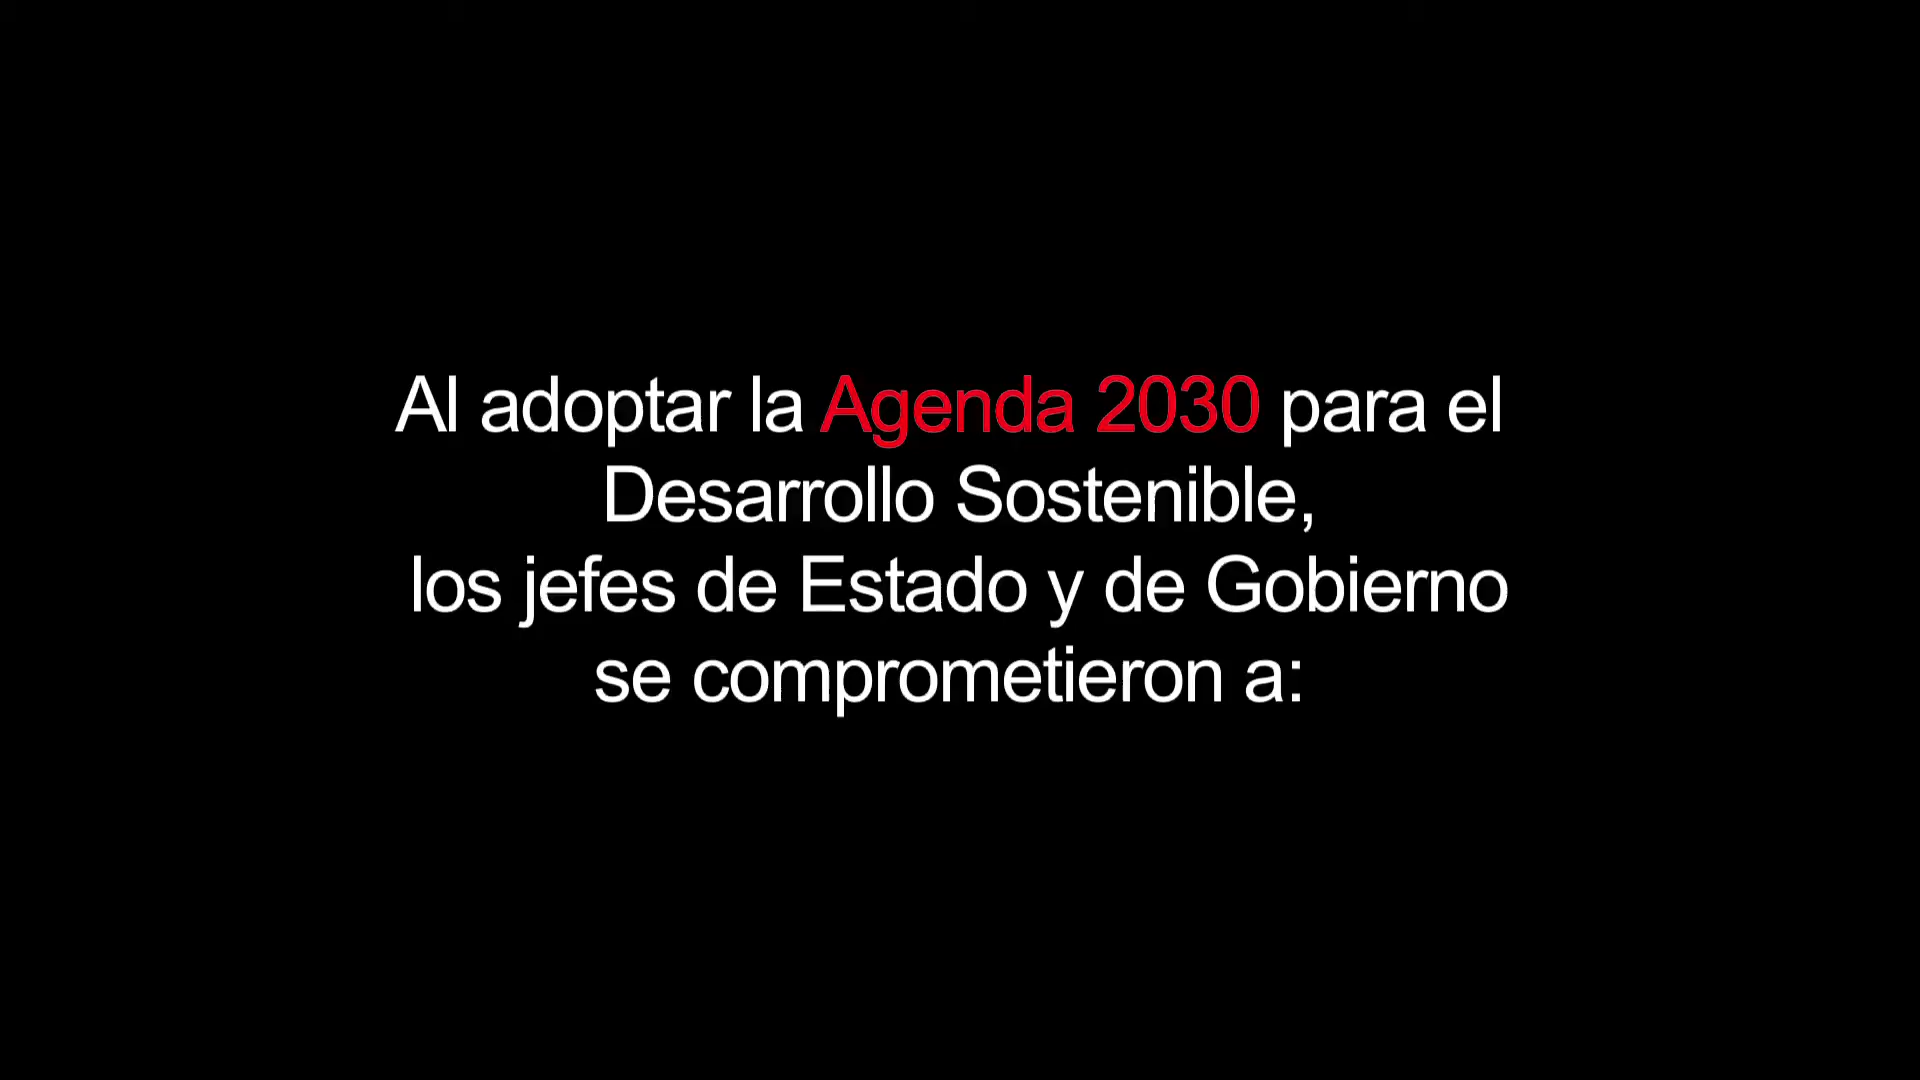 Al adoptar la Agenda 2030 para el
Desarrollo Sostenible,
los jefes de Estado y de Gobierno
se comprometieron a: